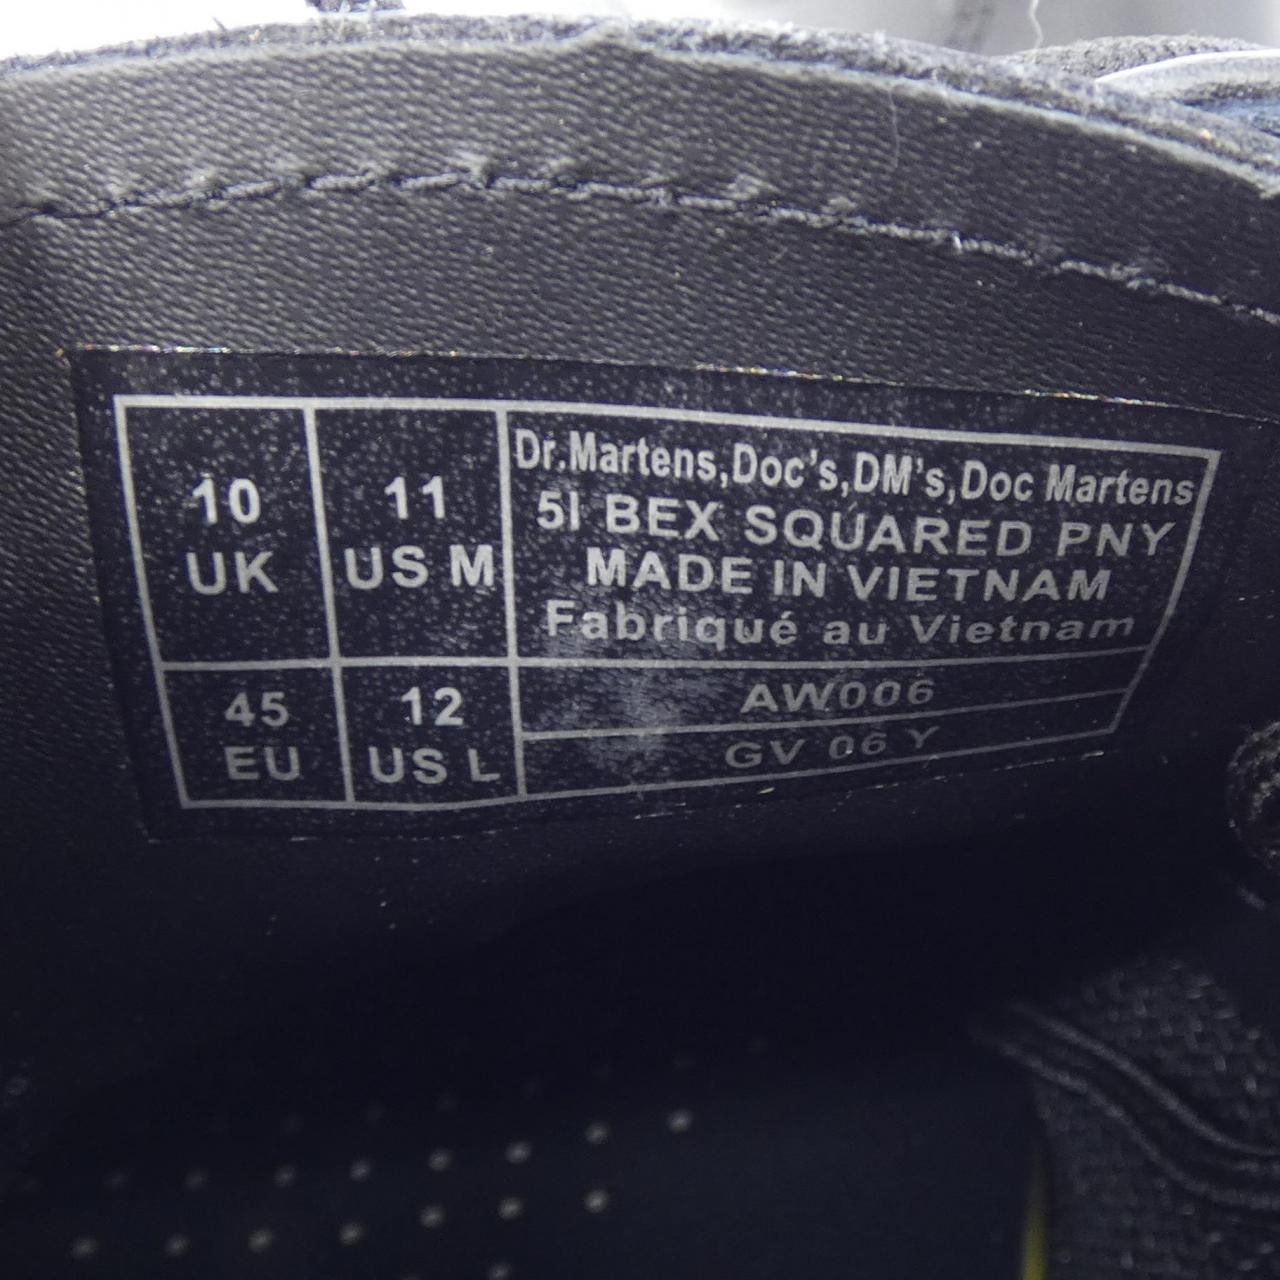 10
UK
11
US M
45
EU
12
US L
Dr.Martens,Doc's,DM's,Doc Martens
5I BEX SQUARED PNY
MADE IN VIETNAM
Fabriqué au Vietnam
AW006
GV 06 Y